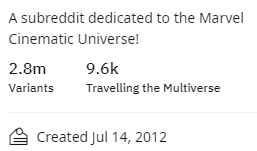 A subreddit dedicated to the Marvel
Cinematic Universe!
2.8m 9.6k
Variants Travelling the Multiverse
Created Jul 14, 2012